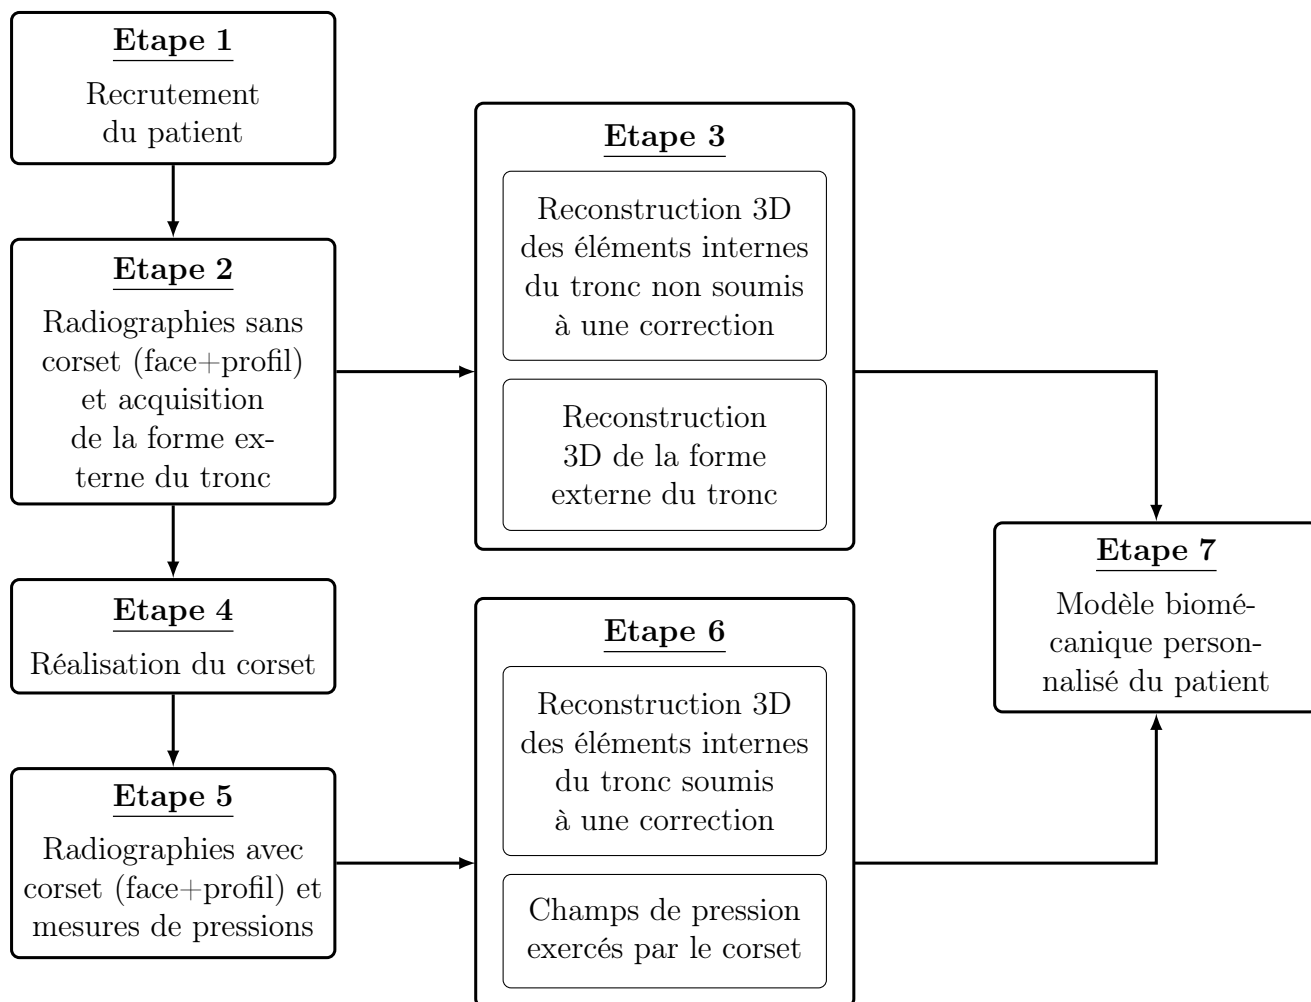 Etape 1
Recrutement
du patient
Etape 2
Radiographies sans
corset (face+profil)
et acquisition
de la forme ex-
terne du tronc
Etape 3
Reconstruction 3D
des éléments internes
du tronc non soumis
à une correction
Reconstruction
3D de la forme
externe du tronc
Etape 4
Réalisation du corset
Etape 5
Radiographies avec
corset (face+profil) et
mesures de pressions
Etape 6
Reconstruction 3D
des éléments internes
du tronc soumis
à une correction
Champs de pression
exercés par le corset
Etape 7
Modèle biomé-
canique person-
nalisé du patient